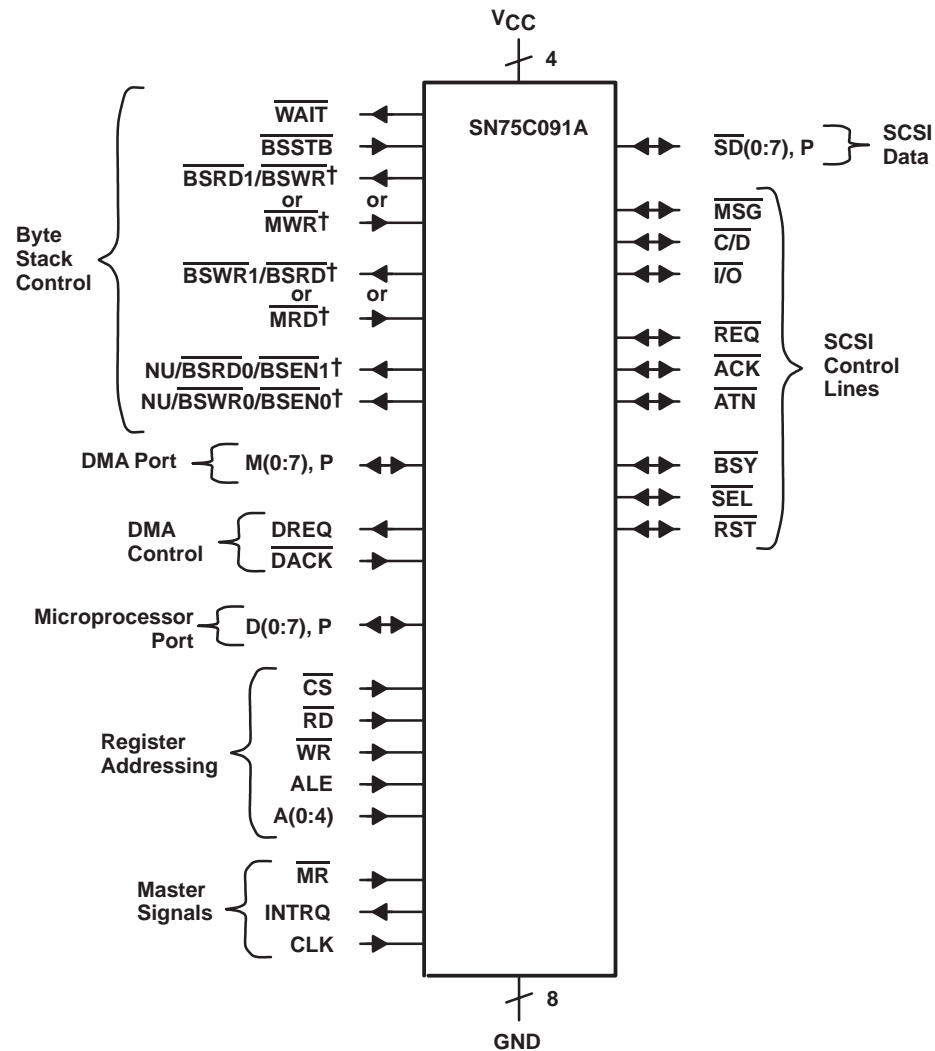 VCC
4
SN75C091A
WAIT
BSSTB
BSRD1/BSWR†
or or
MWR†
BSWR1/BSRD†
or or
MRD†
NU/BSRD0/BSEN1†
NU/BSWR0/BSEN0†
Byte
Stack
Control
DMA Port
M(0:7), P
DMA
Control
DREQ
DACK
Microprocessor
Port
D(0:7), P
Register
Addressing
CS
RD
WR
ALE
A(0:4)
Master
Signals
MR
INTRQ
CLK
SD(0:7), P
SCSI
Data
MSG
C/D
I/O
REQ
ACK
ATN
BSY
SEL
RST
SCSI
Control
Lines
8
GND